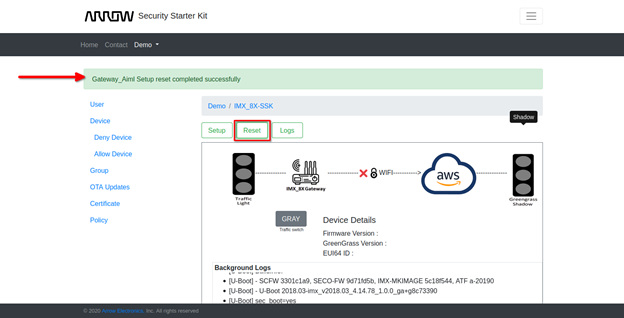 ARROW Security Starter Kit
Home Contact Demo
Gateway_Aiml Setup reset completed successfully
User
Device
Deny Device
Allow Device
Group
OTA Updates
Certificate
Policy
Demo / IMX_8X-SSK
Shadow
Setup Reset Logs
Traffic
Light
IMX_8X Gateway
WIFI
aws
Greengrass
Shadow
GRAY
Traffic switch
Device Details
Firmware Version :
GreenGrass Version :
EUI64 ID :
Background Logs
[U-Boot]
[U-Boot] - SCFW 3301c1a9, SECO-FW 9d71fd5b, IMX-MKIMAGE 5c18f544, ATF a-20190
[U-Boot] - U-Boot 2018.03-imx_v2018.03_4.14.78_1.0.0_ga+g8c73390
[U-Boot] sec_boot=yes
© 2020 Arrow Electronics, Inc. All rights reserved